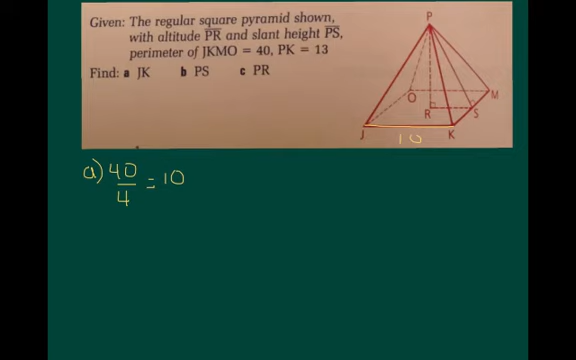 Given: The regular square pyramid shown,
with altitude PR and slant height PS,
perimeter of JKMO = 40, PK = 13
Find: a JK b PS c PR
P
O
M
R
S
J
K
10
a) 40/4 = 10